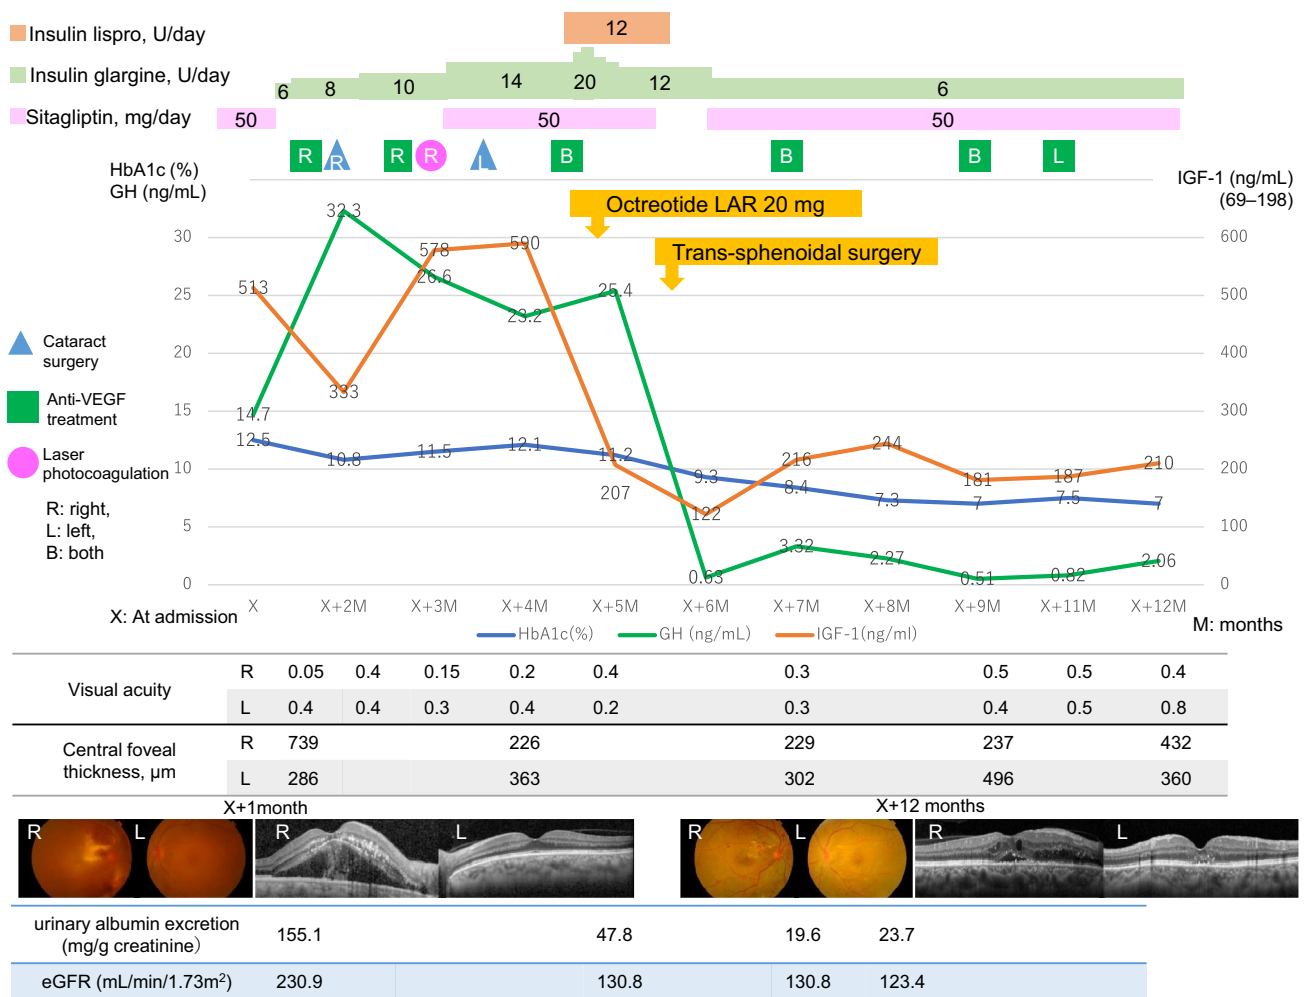 Insulin lispro, U/day
12
Insulin glargine, U/day
6 8 10 14 20 12 6
Sitagliptin, mg/day
50 50 50
R R R R L B B B L
HbA1c (%)
GH (ng/mL)
IGF-1 (ng/mL)
(69–198)
Octreotide LAR 20 mg
Trans-sphenoidal surgery
30
25
20
15
10
5
0
600
500
400
300
200
100
0
513 333 578 590 207 122 216 244 181 187 210
14.7 32.3 26.6 23.2 25.4 0.63 3.32 2.27 0.51 0.82 2.06
12.5 10.8 11.5 12.1 11.2 9.3 8.4 7.3 7 7.5 7
Cataract
surgery
Anti-VEGF
treatment
Laser
photocoagulation
R: right,
L: left,
B: both
X: At admission
X X+2M X+3M X+4M X+5M X+6M X+7M X+8M X+9M X+11M X+12M
M: months
HbA1c(%) GH (ng/mL) IGF-1(ng/ml)
Visual acuity
R 0.05 0.4 0.15 0.2 0.4 0.3 0.5 0.5 0.4
L 0.4 0.4 0.3 0.4 0.2 0.3 0.4 0.5 0.8
Central foveal
thickness, μm
R 739 226 229 237 432
L 286 363 302 496 360
X+1month
X+12 months
R L R L R L R L
urinary albumin excretion
(mg/g creatinine）
155.1 47.8 19.6 23.7
eGFR (mL/min/1.73m²) 230.9 130.8 130.8 123.4